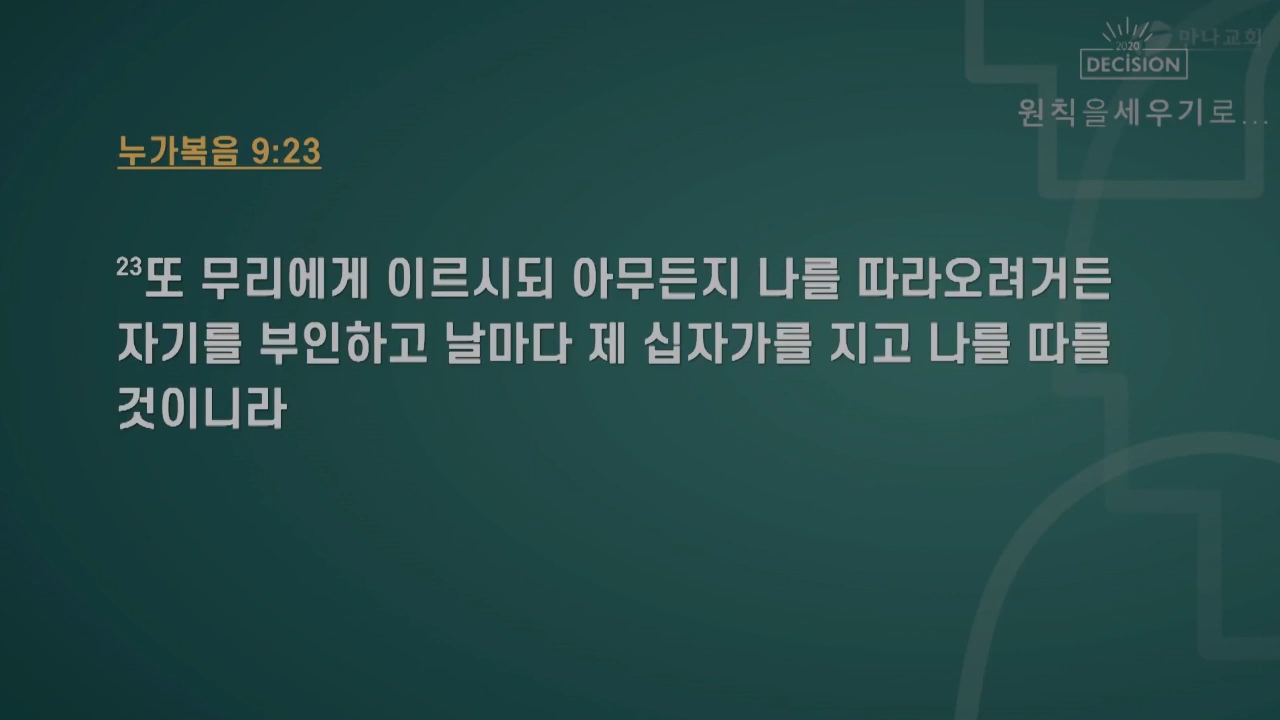 마나교회
2020
DECISION
원칙을세우기로...
누가복음 9:23
23또 무리에게 이르시되 아무든지 나를 따라오려거든
자기를 부인하고 날마다 제 십자가를 지고 나를 따를
것이니라